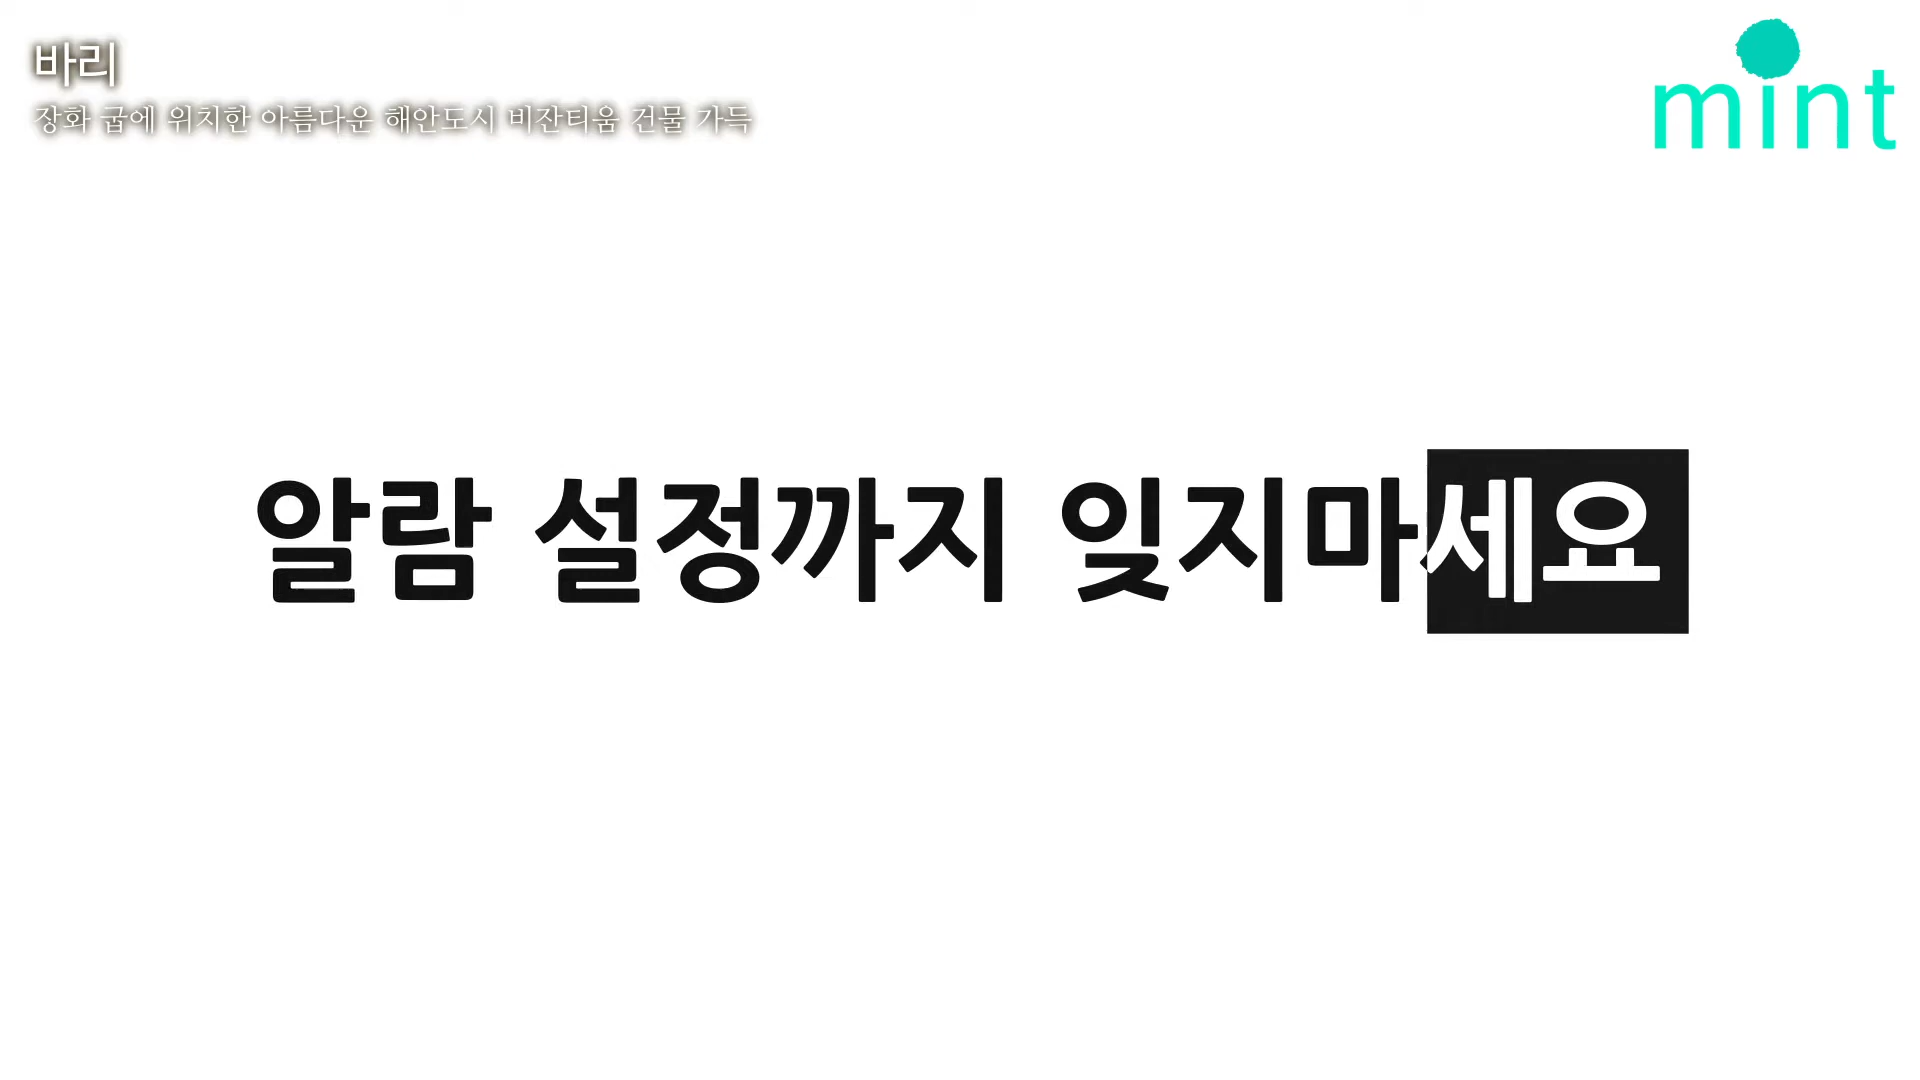 바리
장화 굽에 위치한 아름다운 해안도시 비잔티움 건물 가득
mint
알람 설정까지 잊지마세요